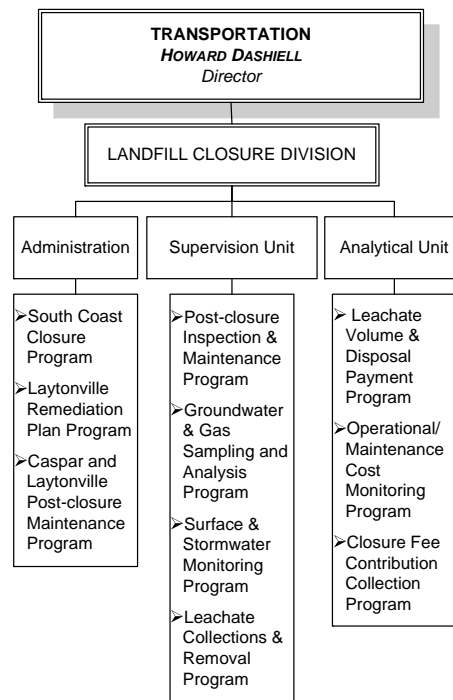 TRANSPORTATION
HOWARD DASHIELL
Director
LANDFILL CLOSURE DIVISION
Administration
➢South Coast
Closure
Program
➢Laytonville
Remediation
Plan Program
➢Caspar and
Laytonville
Post-closure
Maintenance
Program
Supervision Unit
➢Post-closure
Inspection &
Maintenance
Program
➢Groundwater
& Gas
Sampling and
Analysis
Program
➢Surface &
Stormwater
Monitoring
Program
➢Leachate
Collections &
Removal
Program
Analytical Unit
➢ Leachate
Volume &
Disposal
Payment
Program
➢Operational/
Maintenance
Cost
Monitoring
Program
➢Closure Fee
Contribution
Collection
Program